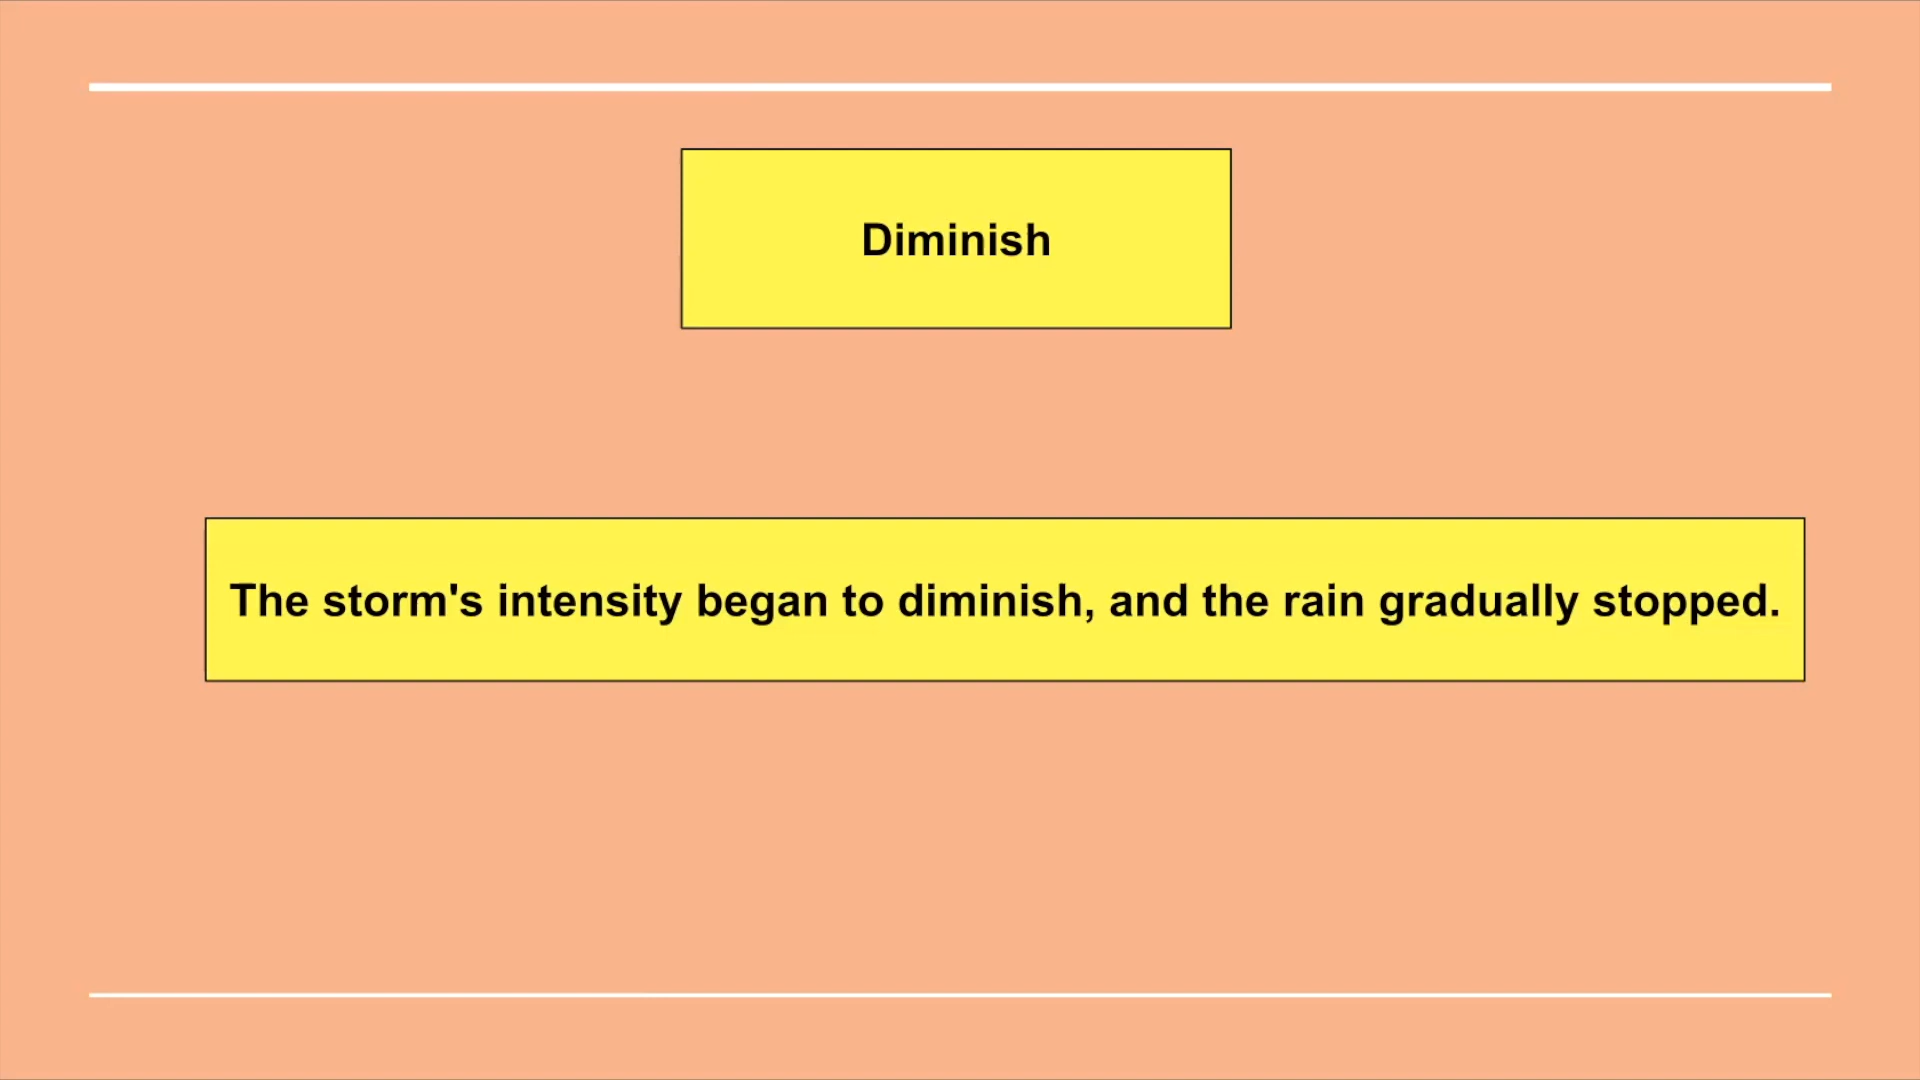 Diminish
The storm's intensity began to diminish, and the rain gradually stopped.